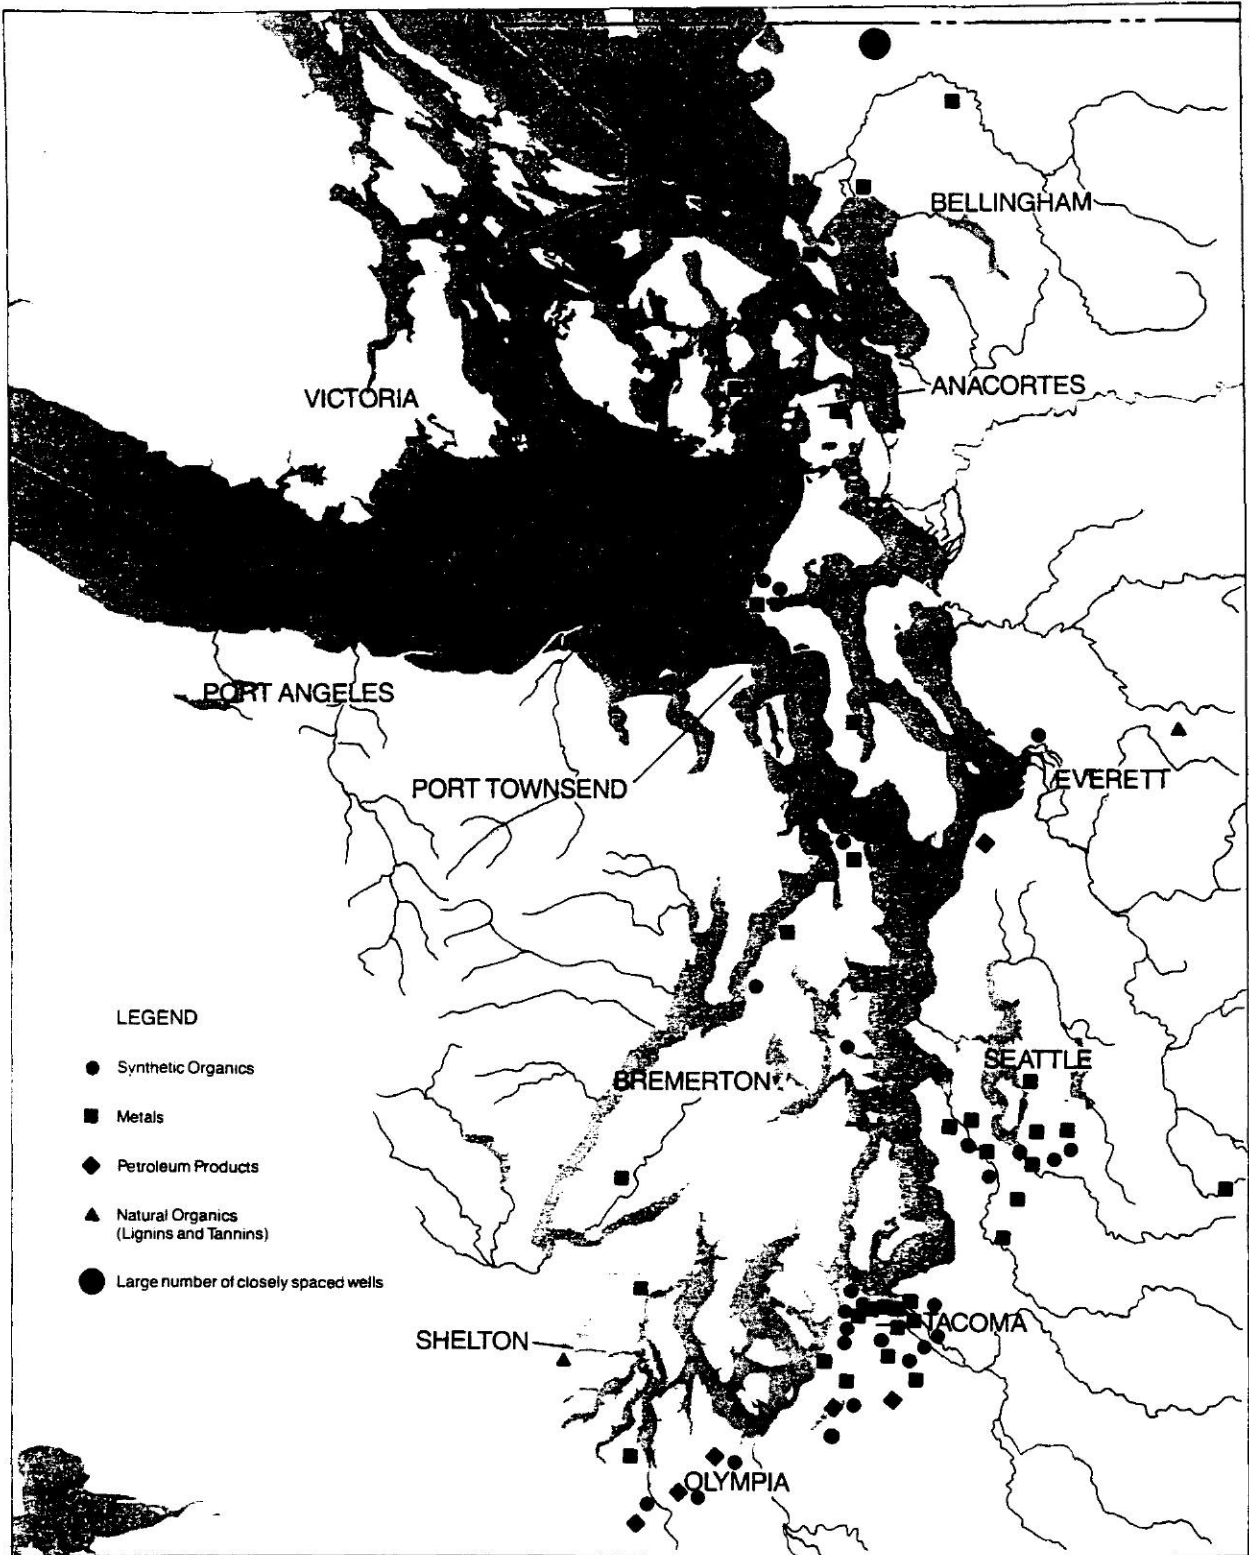 BELLINGHAM
VICTORIA
ANACORTES
PORT ANGELES
PORT TOWNSEND
EVERETT
LEGEND
Synthetic Organics
SEATTLE
BREMERTON
Metals
Petroleum Products
Natural Organics
(Lignins and Tannins)
Large number of closely spaced wells
TACOMA
SHELTON
OLYMPIA